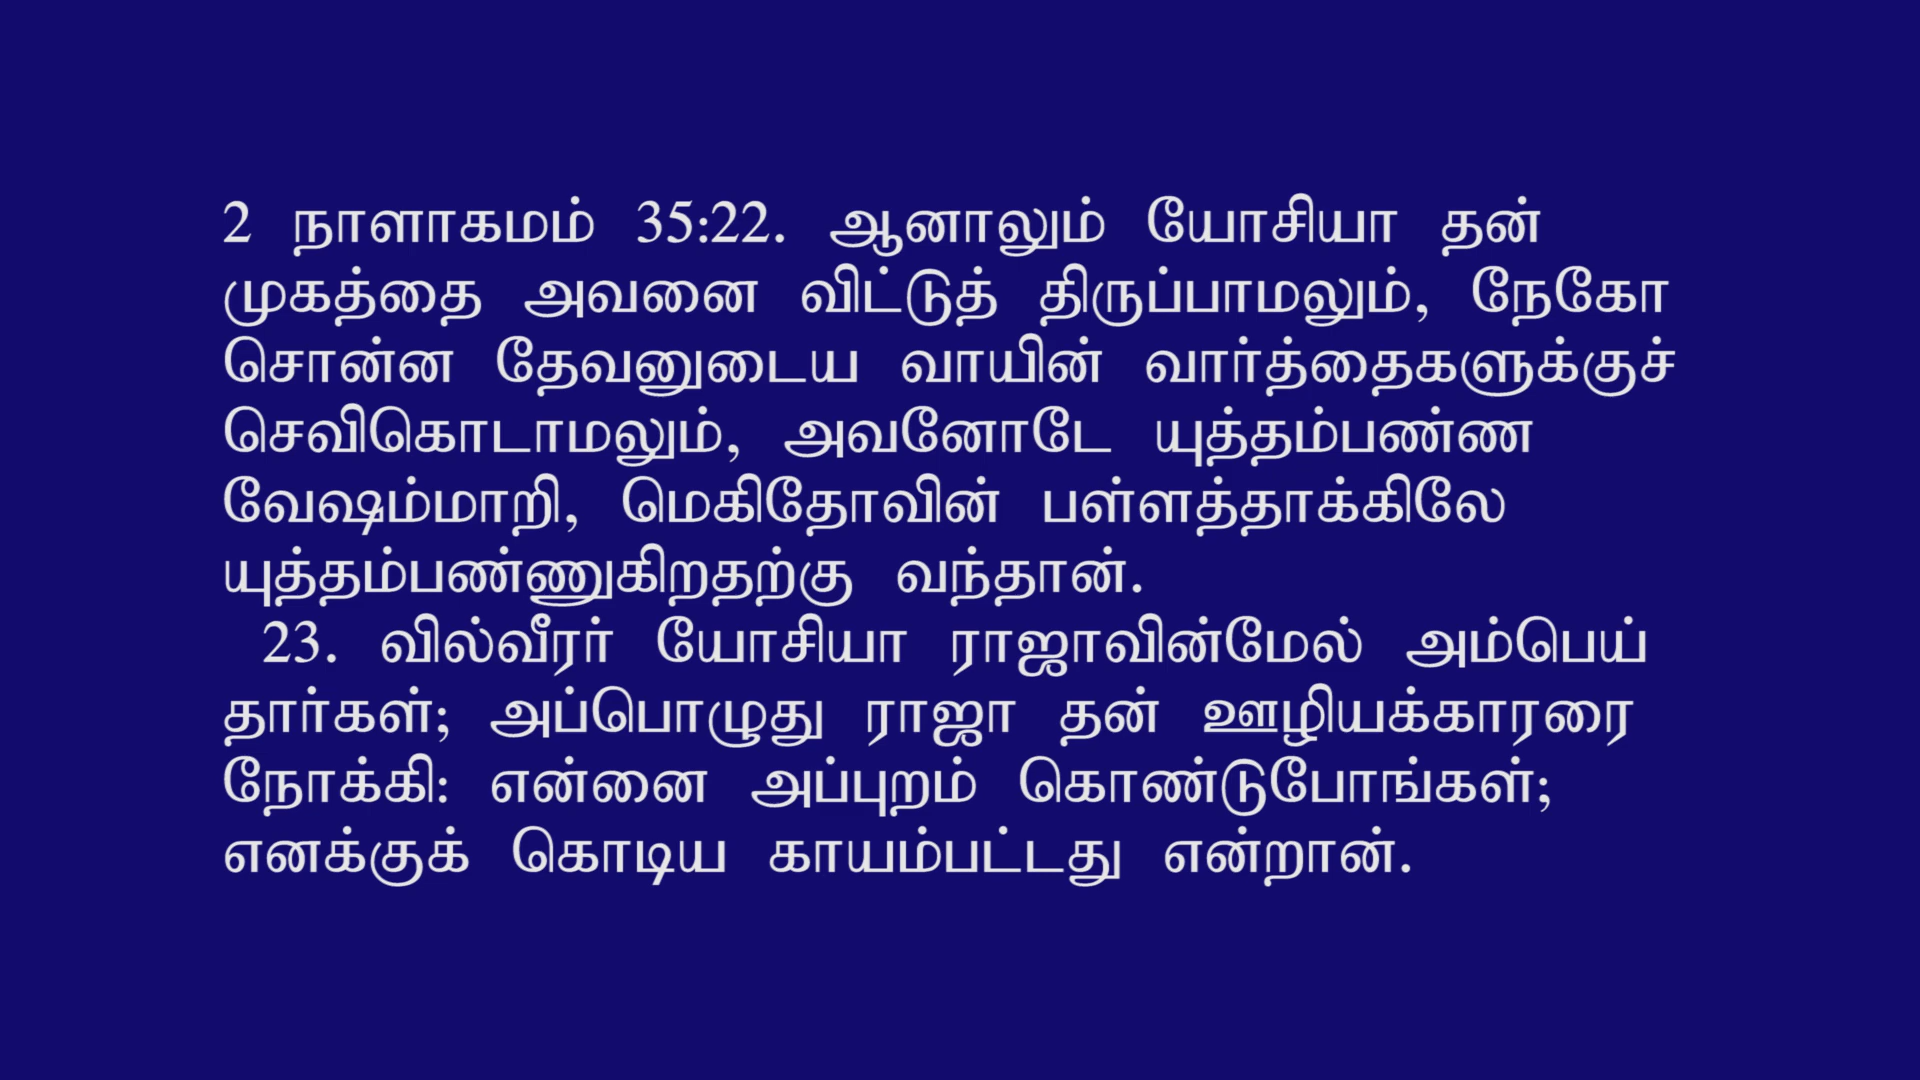 2 நாளாகமம் 35:22. ஆனாலும் யோசியா தன்
முகத்தை அவனை விட்டுத் திருப்பாமலும், நேகோ
சொன்ன தேவனுடைய வாயின் வார்த்தைகளுக்குச்
செவிகொடாமலும், அவனோடே யுத்தம்பண்ண
வேஷம்மாறி, மெகிதோவின் பள்ளத்தாக்கிலே
யுத்தம்பண்ணுகிறதற்கு வந்தான்.
23. வில்வீரர் யோசியா ராஜாவின்மேல் அம்பெய்
தார்கள்; அப்பொழுது ராஜா தன் ஊழியக்காரரை
நோக்கி: என்னை அப்புறம் கொண்டுபோங்கள்;
எனக்குக் கொடிய காயம்பட்டது என்றான்.